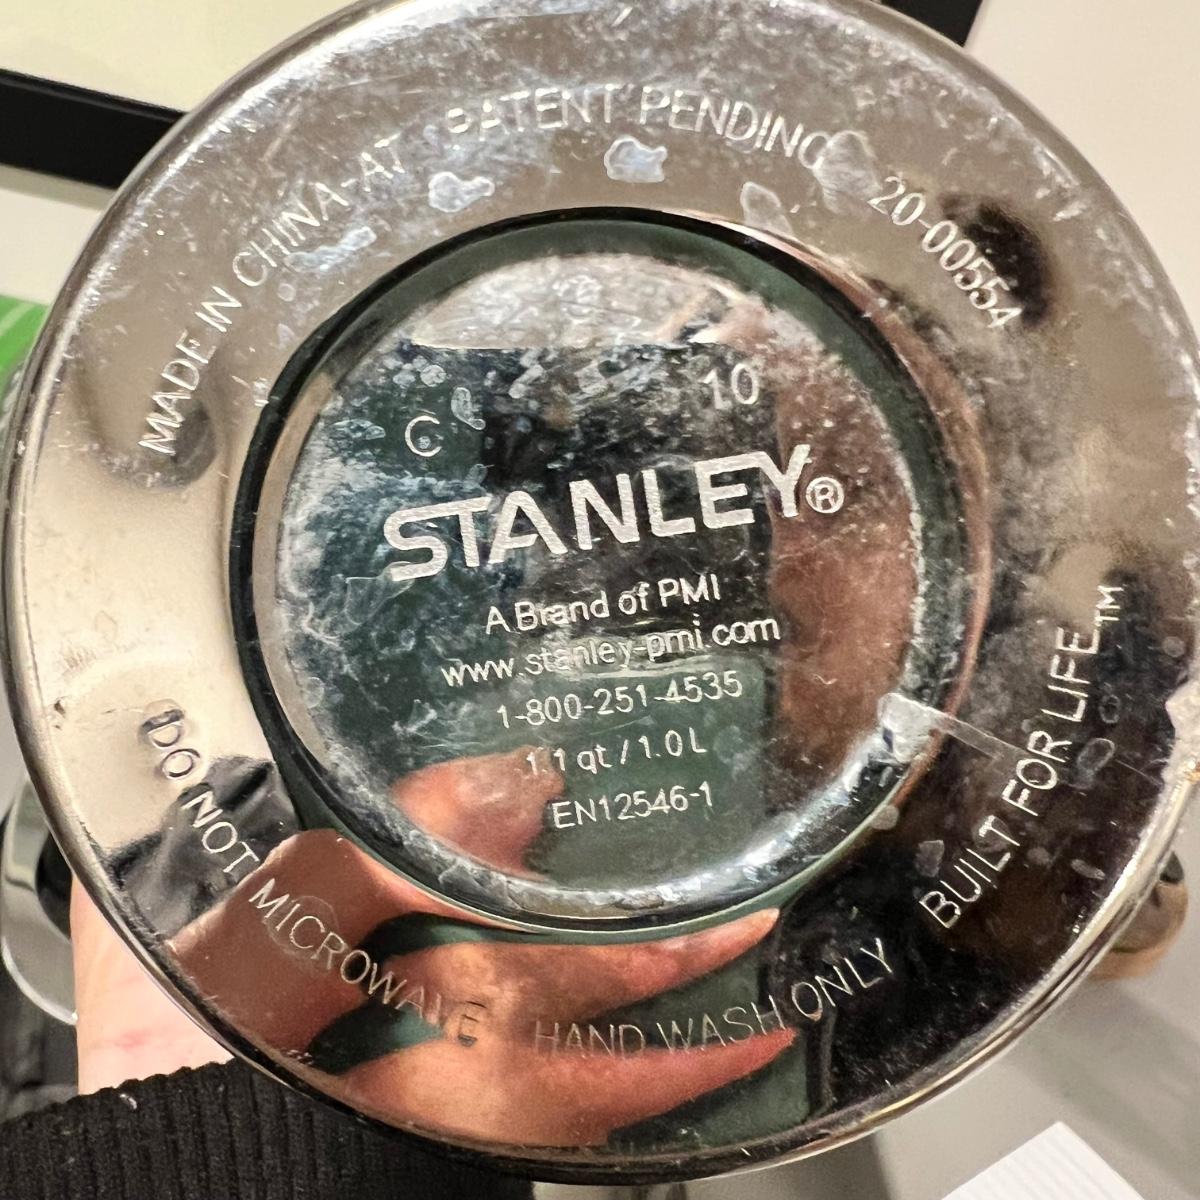 MADE IN CHINA-AT
PATENT PENDING
20-00554
C
10
STANLEY®
A Brand of PMI
www.stanley-pmi.com
1-800-251-4535
1.1 qt / 1.0 L
EN12546-1
BUILT FOR LIFE™
DO NOT MICROWAVE
HAND WASH ONLY